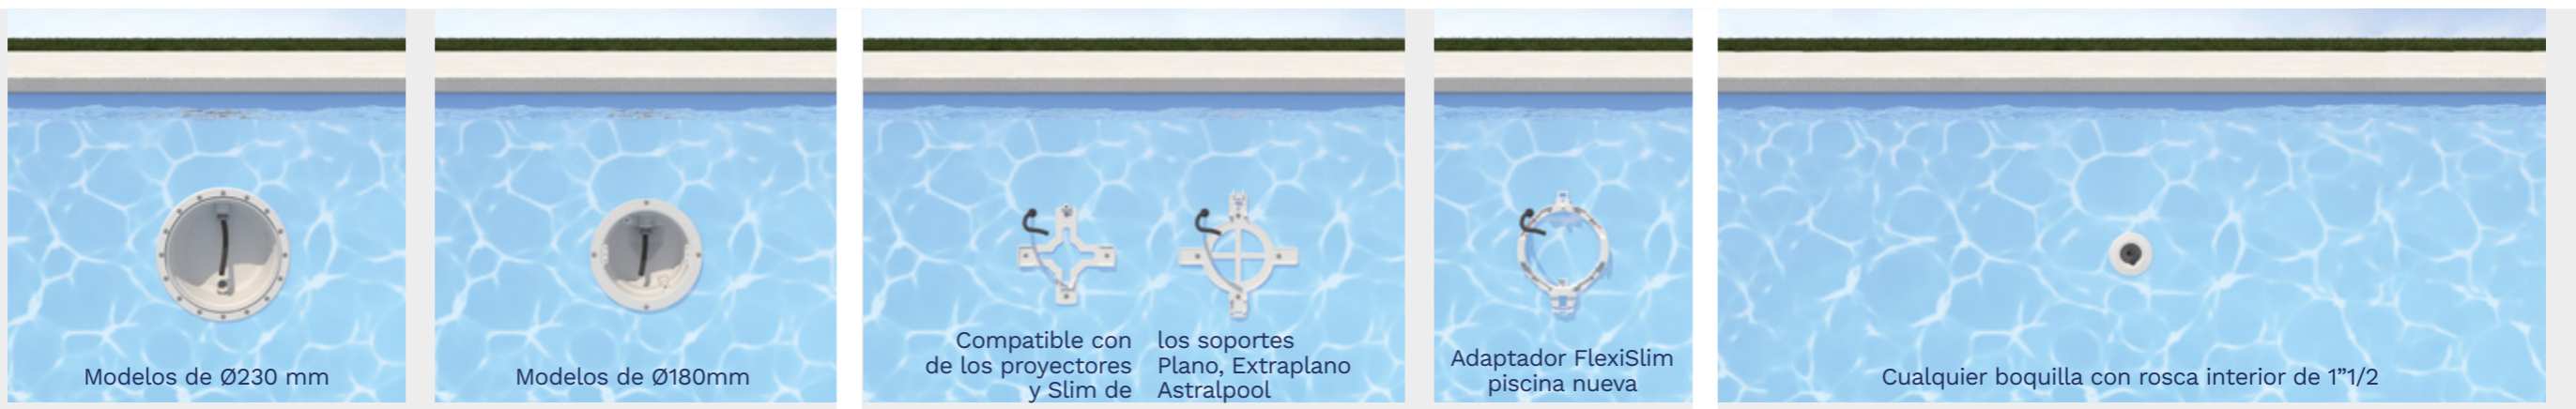 Modelos de Ø230 mm
Modelos de Ø180mm
Compatible con los soportes
de los proyectores Plano, Extraplano
y Slim de Astralpool
Adaptador FlexiSlim
piscina nueva
Cualquier boquilla con rosca interior de 1”1/2